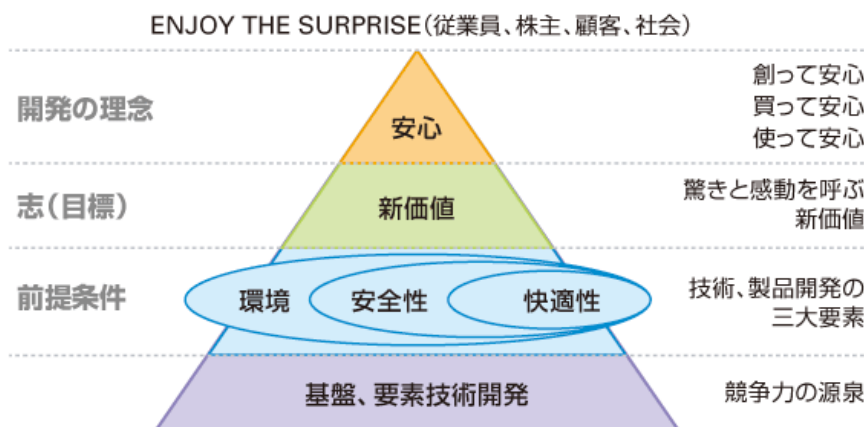 ENJOY THE SURPRISE(従業員、株主、顧客、社会)
開発の理念
安心
創って安心
買って安心
使って安心
志(目標)
新価値
驚きと感動を呼ぶ
新価値
前提条件
環境
安全性
快適性
技術、製品開発の
三大要素
基盤、要素技術開発
競争力の源泉